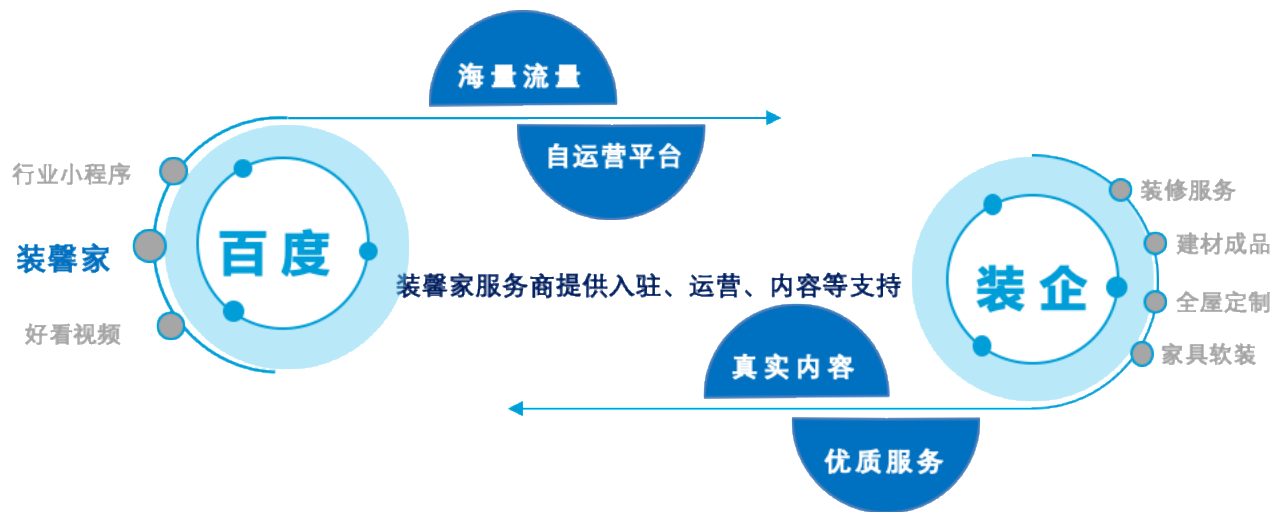 海量流量
自运营平台
行业小程序
装馨家
好看视频
百度
装馨家服务商提供入驻、运营、内容等支持
装企
装修服务
建材成品
全屋定制
家具软装
真实内容
优质服务